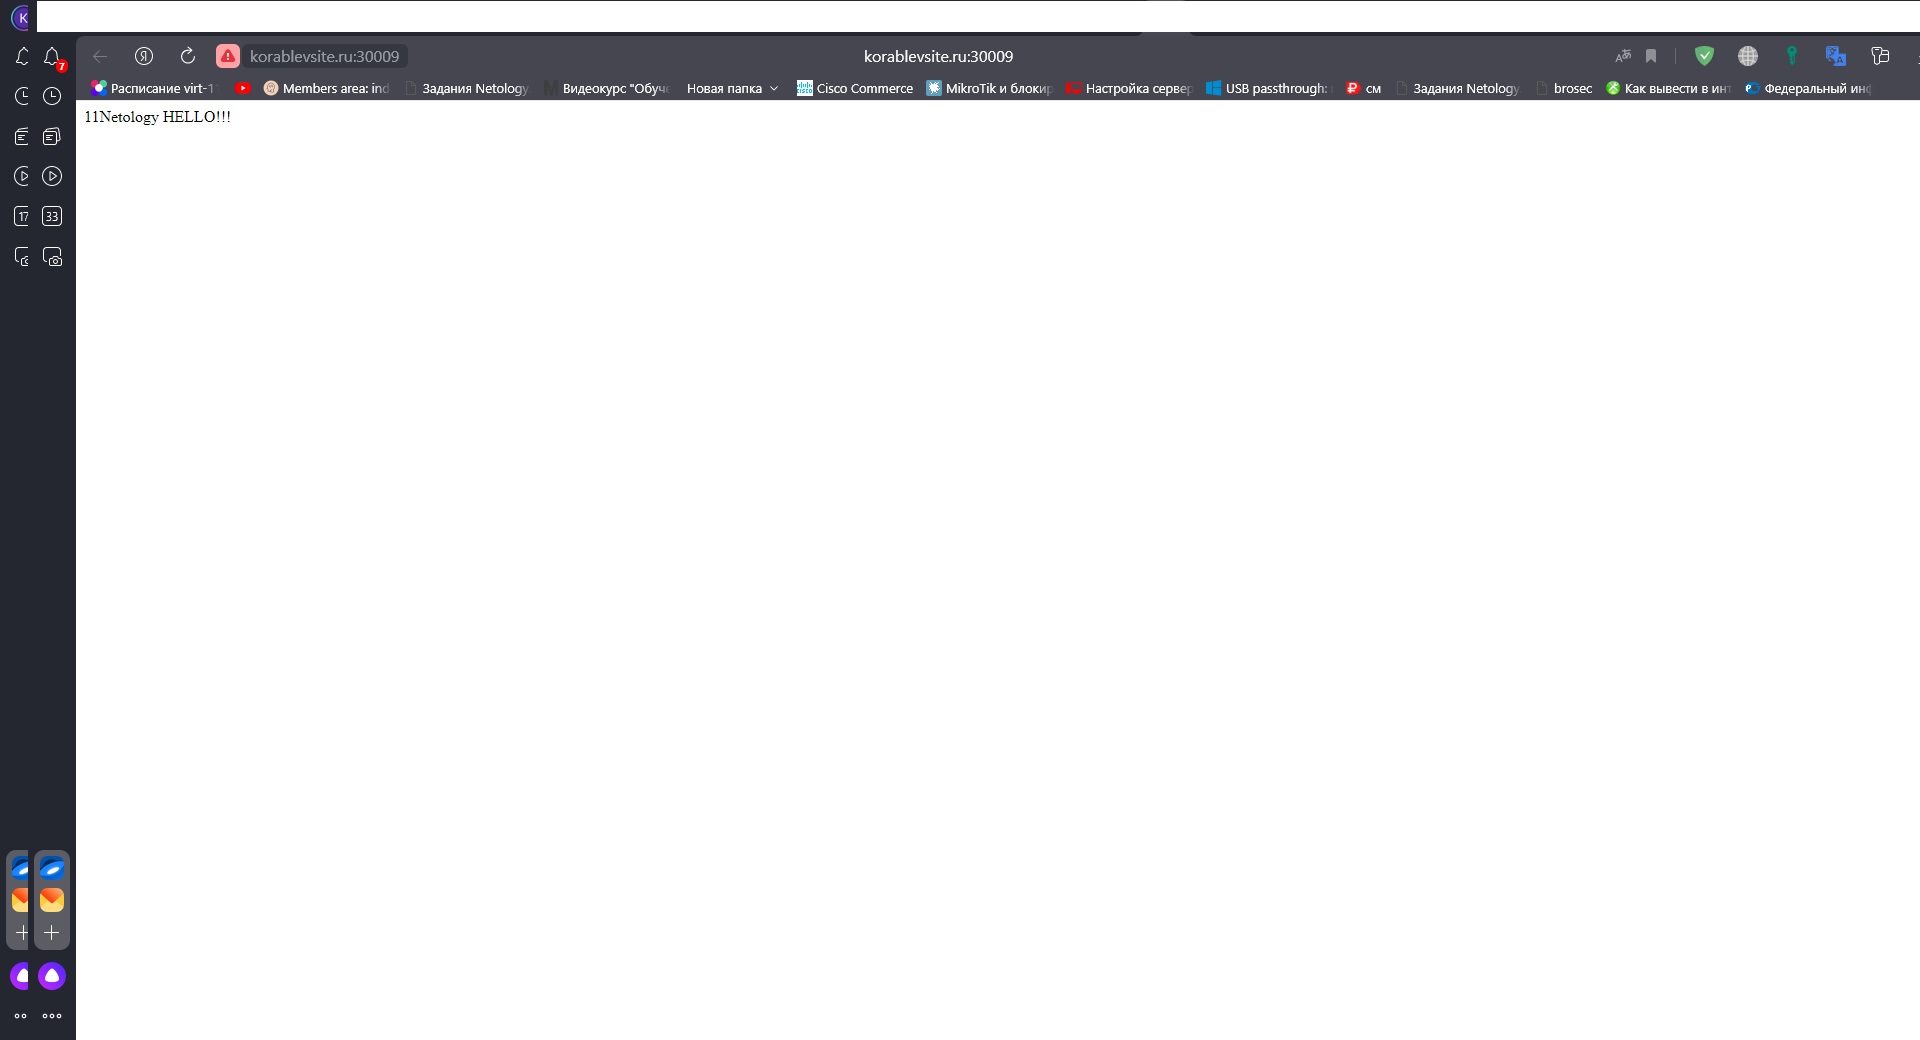 K
korablevsite.ru:30009
korablevsite.ru:30009
7
Расписание virt-1
Members area: ind
Задания Netology
Видеокурс "Обуч
Новая папка
Cisco Commerce
MikroTik и блокир
Настройка сервер
USB passthrough:
см
Задания Netology
brosec
Как вывести в инт
Федеральный инф
11Netology HELLO!!!
17
33